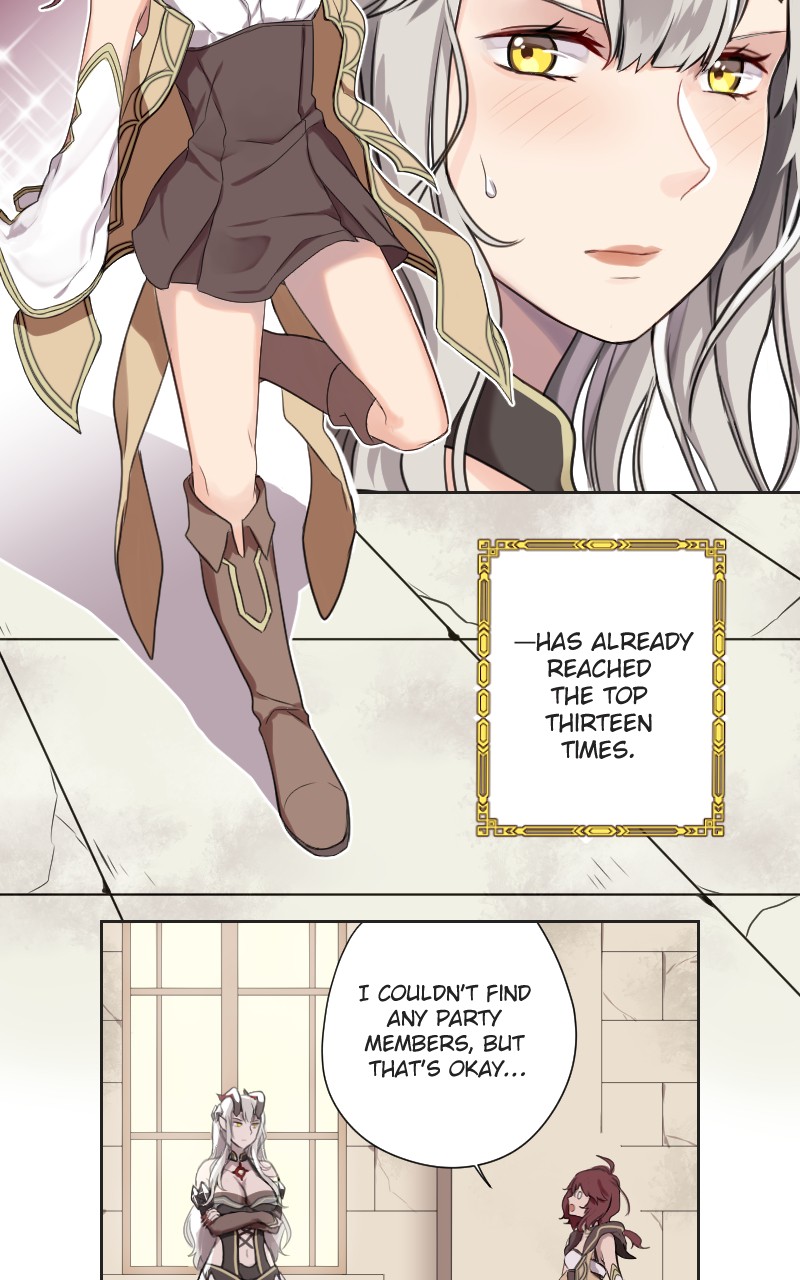 —HAS ALREADY
REACHED
THE TOP
THIRTEEN
TIMES.
I COULDN'T FIND
ANY PARTY
MEMBERS, BUT
THAT'S OKAY...